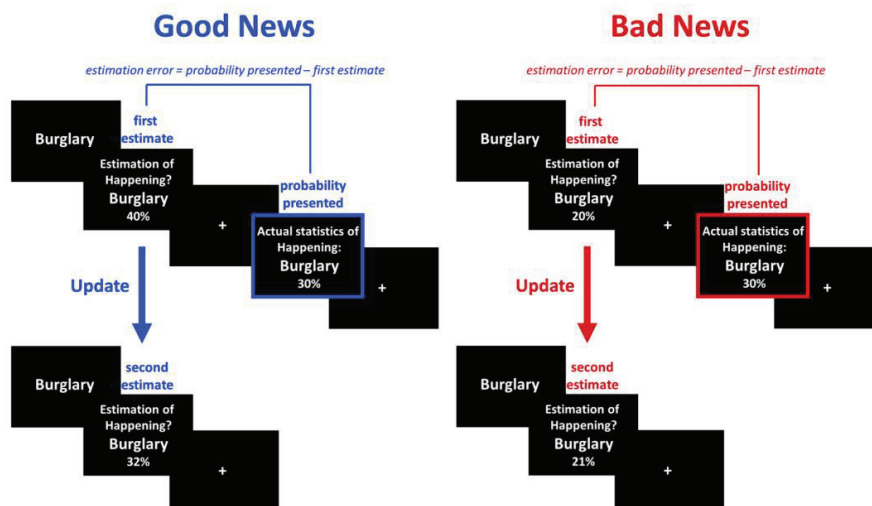 Good News
estimation error = probability presented – first estimate
first
estimate
Burglary
Estimation of
Happening?
Burglary
40%
+
probability
presented
Actual statistics of
Happening:
Burglary
30%
+
Update
second
estimate
Burglary
Estimation of
Happening?
Burglary
32%
+
Bad News
estimation error = probability presented – first estimate
first
estimate
Burglary
Estimation of
Happening?
Burglary
20%
+
probability
presented
Actual statistics of
Happening:
Burglary
30%
+
Update
second
estimate
Burglary
Estimation of
Happening?
Burglary
21%
+